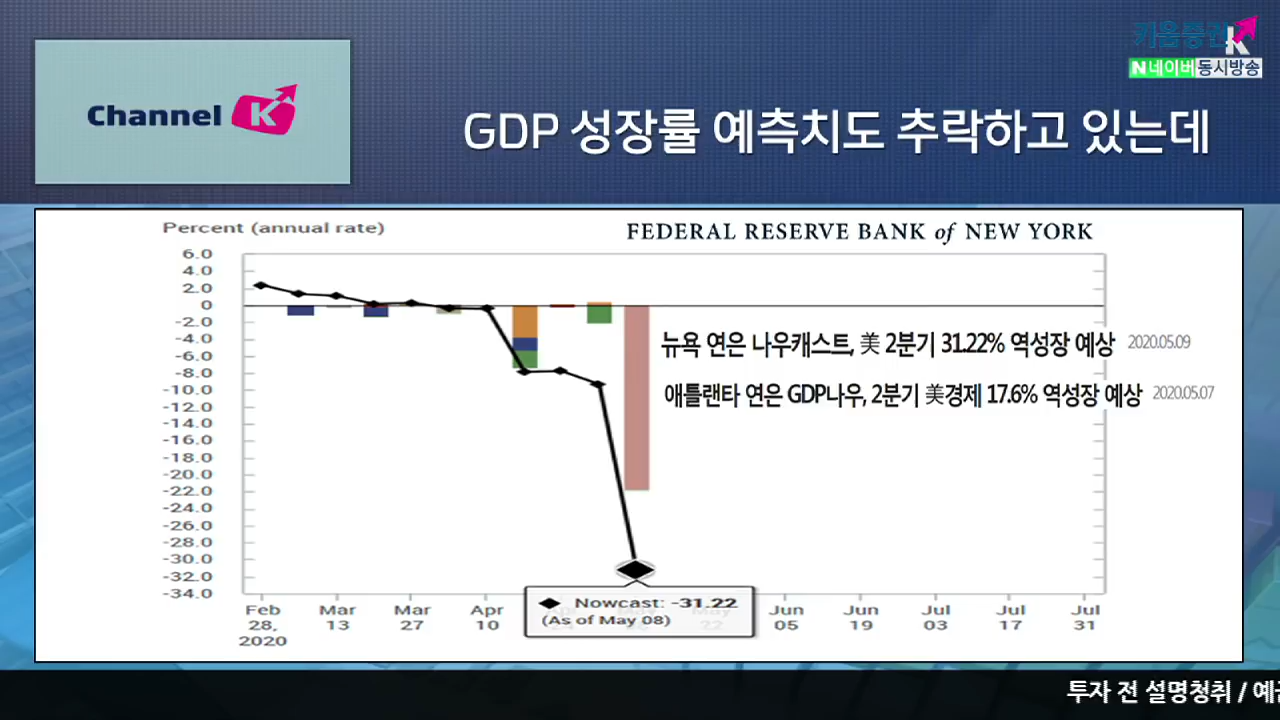 키움증권
N 네이버 동시방송
Channel K
GDP 성장률 예측치도 추락하고 있는데
Percent (annual rate)
FEDERAL RESERVE BANK of NEW YORK
6.0
4.0
2.0
0
-2.0
-4.0
-6.0
-8.0
-10.0
-12.0
-14.0
-16.0
-18.0
-20.0
-22.0
-24.0
-26.0
-28.0
-30.0
-32.0
-34.0
뉴욕 연은 나우캐스트, 美 2분기 31.22% 역성장 예상 2020.05.09
애틀랜타 연은 GDP나우, 2분기 美경제 17.6% 역성장 예상 2020.05.07
Nowcast: -31.22
(As of May 08)
Feb 28, 2020
Mar 13
Mar 27
Apr 10
May 22
Jun 05
Jun 19
Jul 03
Jul 17
Jul 31
투자 전 설명청취 / 예